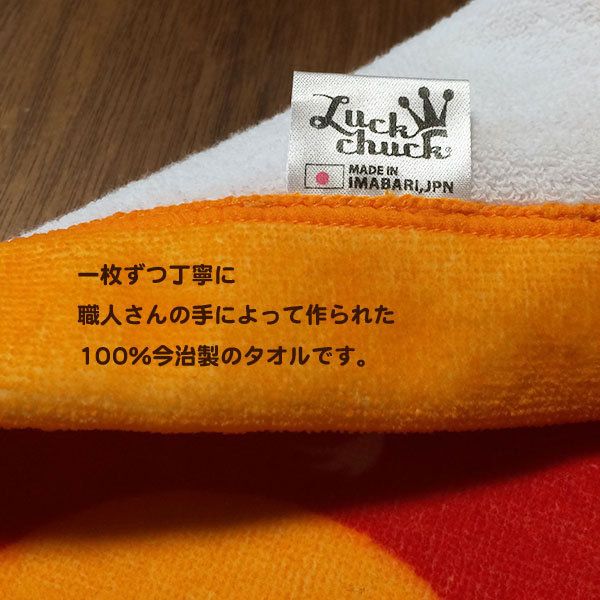 Luck
chuck
MADE IN
IMABARI,JPN
一枚ずつ丁寧に
職人さんの手によって作られた
100%今治製のタオルです。